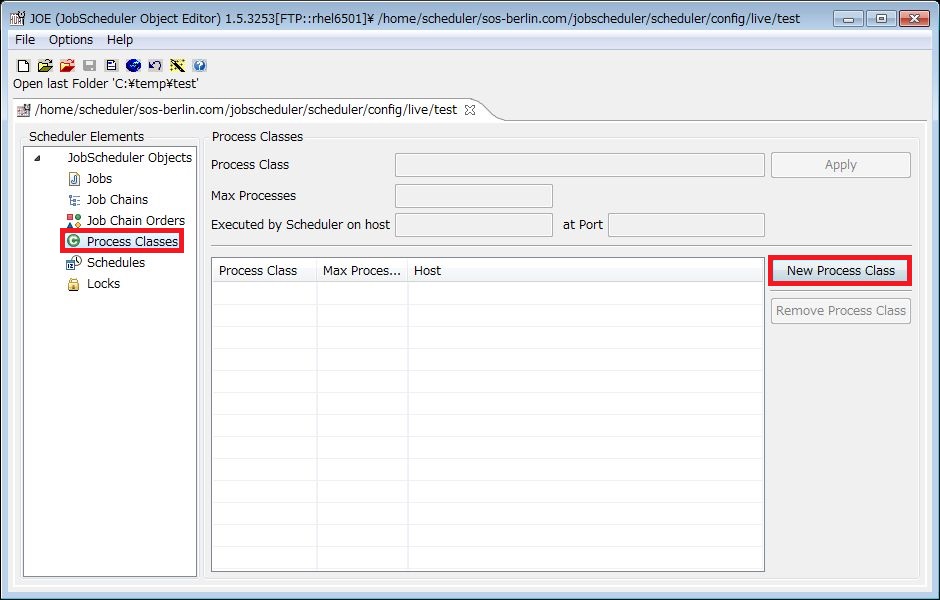 JOE (JobScheduler Object Editor) 1.5.3253[FTP::rhel6501]¥ /home/scheduler/sos-berlin.com/jobscheduler/scheduler/config/live/test
File Options Help
Open last Folder 'C:¥temp¥test'
/home/scheduler/sos-berlin.com/jobscheduler/scheduler/config/live/test
Scheduler Elements
JobScheduler Objects
Jobs
Job Chains
Job Chain Orders
Process Classes
Schedules
Locks
Process Classes
Process Class
Apply
Max Processes
Executed by Scheduler on host
at Port
Process Class Max Proces... Host
New Process Class
Remove Process Class